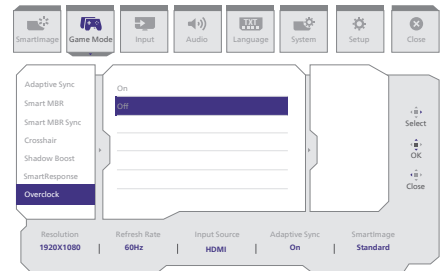 SmartImage
Game Mode
Input
Audio
TXT
Language
System
Setup
Close
Adaptive Sync
Smart MBR
Smart MBR Sync
Crosshair
Shadow Boost
SmartResponse
Overclock
On
Off
Select
OK
Close
Resolution
1920X1080
Refresh Rate
60Hz
Input Source
HDMI
Adaptive Sync
On
SmartImage
Standard